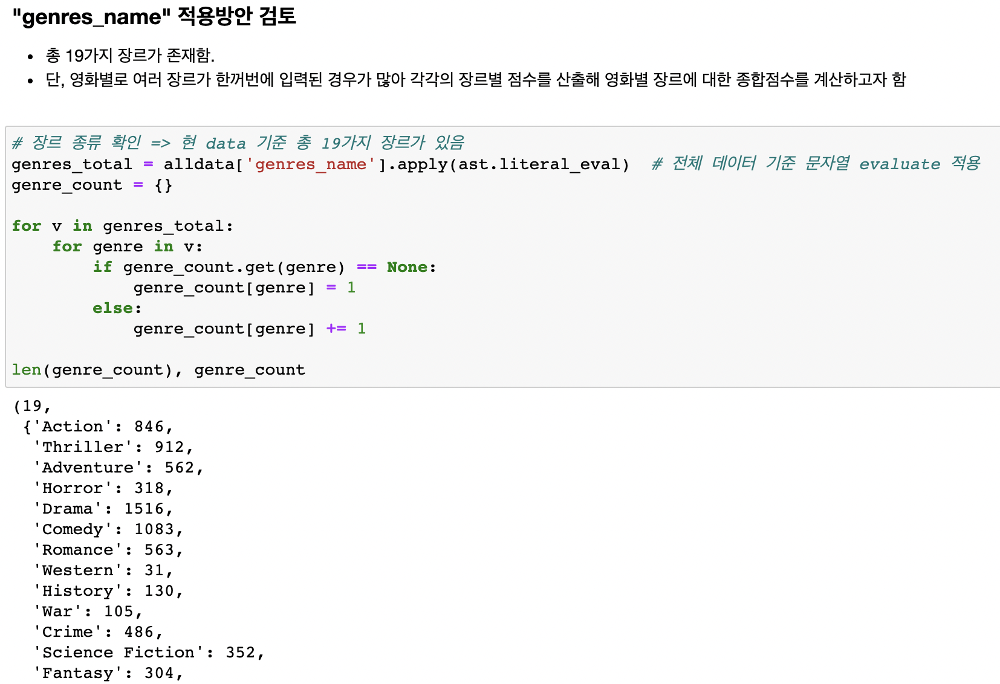 "genres_name" 적용방안 검토
• 총 19가지 장르가 존재함.
• 단, 영화별로 여러 장르가 한꺼번에 입력된 경우가 많아 각각의 장르별 점수를 산출해 영화별 장르에 대한 종합점수를 계산하고자 함
# 장르 종류 확인 => 현 data 기준 총 19가지 장르가 있음
genres_total = alldata['genres_name'].apply(ast.literal_eval)  # 전체 데이터 기준 문자열 evaluate 적용
genre_count = {}
for v in genres_total:
    for genre in v:
        if genre_count.get(genre) == None:
            genre_count[genre] = 1
        else:
            genre_count[genre] += 1
len(genre_count), genre_count
(19,
 {'Action': 846,
  'Thriller': 912,
  'Adventure': 562,
  'Horror': 318,
  'Drama': 1516,
  'Comedy': 1083,
  'Romance': 563,
  'Western': 31,
  'History': 130,
  'War': 105,
  'Crime': 486,
  'Science Fiction': 352,
  'Fantasy': 304,